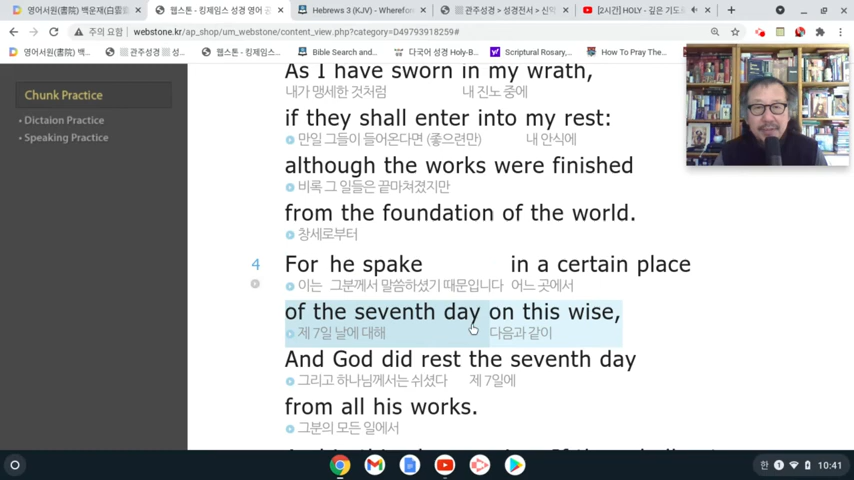 영어서원(書院) 백운재(白雲齋
웹스톤 - 킹제임스 성경 영어 공
Hebrews 3 (KJV) - Wherefore
관주성경 > 성경전서 > 신약
[2시간] HOLY - 깊은 기도
주의 요함
webstone.kr/ap_shop/um_webstone/content_view.php?category=D4979318259#
영어서원(書院) 백...
관주성경 성...
웹스톤 - 킹제임스...
Bible Search and...
다국어 성경 Holy-B...
Scriptural Rosary,...
How To Pray The...
Chunk Practice
Dictaion Practice
Speaking Practice
As I have sworn in my wrath,
내가 맹세한 것처럼 내 진노 중에
if they shall enter into my rest:
만일 그들이 들어온다면 (좋으련만) 내 안식에
although the works were finished
비록 그 일들은 끝마쳐졌지만
from the foundation of the world.
창세로부터
4 For he spake in a certain place
이는 그분께서 말씀하셨기 때문입니다 어느 곳에서
of the seventh day on this wise,
제 7일 날에 대해 다음과 같이
And God did rest the seventh day
그리고 하나님께서는 쉬셨다 제 7일에
from all his works.
그분의 모든 일에서
한 1 10:41